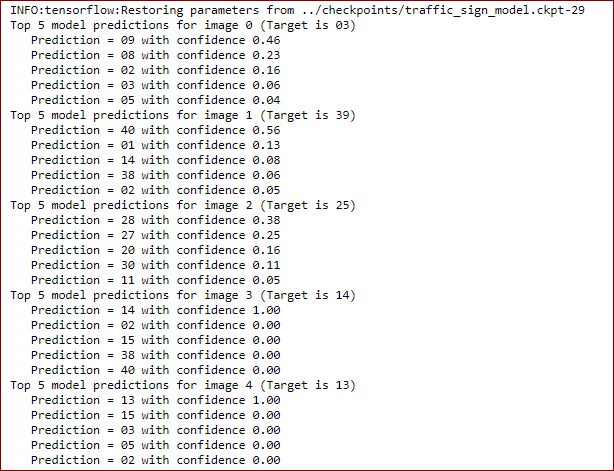 INFO:tensorflow:Restoring parameters from ../checkpoints/traffic_sign_model.ckpt-29
Top 5 model predictions for image 0 (Target is 03)
   Prediction = 09 with confidence 0.46
   Prediction = 08 with confidence 0.23
   Prediction = 02 with confidence 0.16
   Prediction = 03 with confidence 0.06
   Prediction = 05 with confidence 0.04
Top 5 model predictions for image 1 (Target is 39)
   Prediction = 40 with confidence 0.56
   Prediction = 01 with confidence 0.13
   Prediction = 14 with confidence 0.08
   Prediction = 38 with confidence 0.06
   Prediction = 02 with confidence 0.05
Top 5 model predictions for image 2 (Target is 25)
   Prediction = 28 with confidence 0.38
   Prediction = 27 with confidence 0.25
   Prediction = 20 with confidence 0.16
   Prediction = 30 with confidence 0.11
   Prediction = 11 with confidence 0.05
Top 5 model predictions for image 3 (Target is 14)
   Prediction = 14 with confidence 1.00
   Prediction = 02 with confidence 0.00
   Prediction = 15 with confidence 0.00
   Prediction = 38 with confidence 0.00
   Prediction = 40 with confidence 0.00
Top 5 model predictions for image 4 (Target is 13)
   Prediction = 13 with confidence 1.00
   Prediction = 15 with confidence 0.00
   Prediction = 03 with confidence 0.00
   Prediction = 05 with confidence 0.00
   Prediction = 02 with confidence 0.00